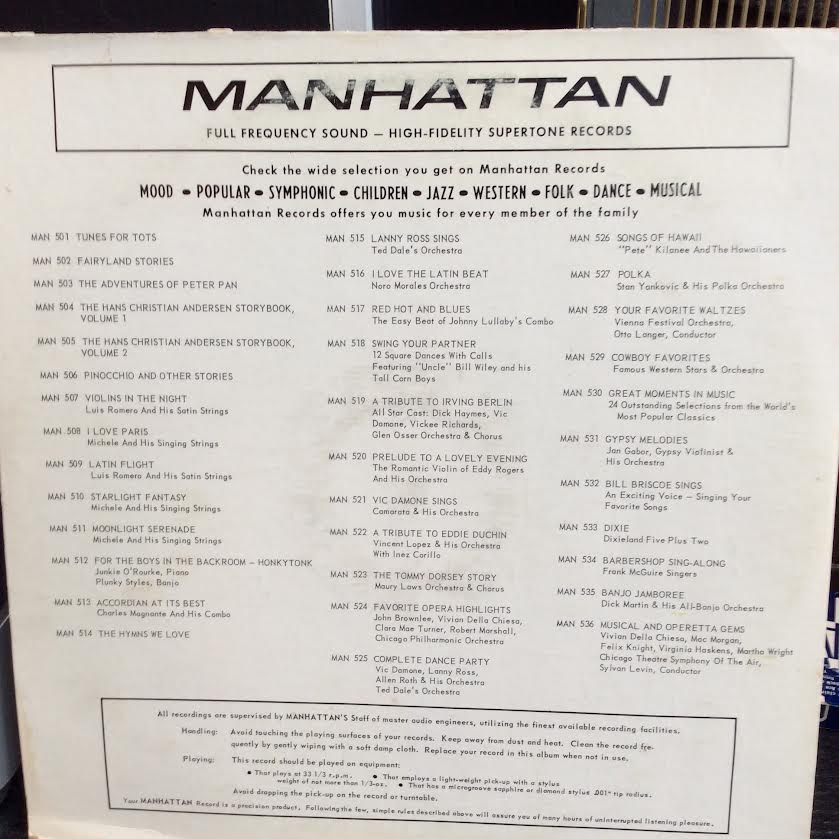 MANHATTAN
FULL FREQUENCY SOUND — HIGH-FIDELITY SUPERTONE RECORDS
Check the wide selection you get on Manhattan Records
MOOD • POPULAR • SYMPHONIC • CHILDREN • JAZZ • WESTERN • FOLK • DANCE • MUSICAL
Manhattan Records offers you music for every member of the family
MAN 501 TUNES FOR TOTS
MAN 502 FAIRYLAND STORIES
MAN 503 THE ADVENTURES OF PETER PAN
MAN 504 THE HANS CHRISTIAN ANDERSEN STORYBOOK,
VOLUME 1
MAN 505 THE HANS CHRISTIAN ANDERSEN STORYBOOK,
VOLUME 2
MAN 506 PINOCCHIO AND OTHER STORIES
MAN 507 VIOLINS IN THE NIGHT
Luis Romero And His Satin Strings
MAN 508 I LOVE PARIS
Michele And His Singing Strings
MAN 509 LATIN FLIGHT
Luis Romero And His Satin Strings
MAN 510 STARLIGHT FANTASY
Michele And His Singing Strings
MAN 511 MOONLIGHT SERENADE
Michele And His Singing Strings
MAN 512 FOR THE BOYS IN THE BACKROOM — HONKYTONK
Junkie O'Rourke, Piano
Plunky Styles, Banjo
MAN 513 ACCORDIAN AT ITS BEST
Charles Magnante And His Combo
MAN 514 THE HYMNS WE LOVE
MAN 515 LANNY ROSS SINGS
Ted Dale's Orchestra
MAN 516 I LOVE THE LATIN BEAT
Noro Morales Orchestra
MAN 517 RED HOT AND BLUES
The Easy Beat of Johnny Lullaby's Combo
MAN 518 SWING YOUR PARTNER
12 Square Dances With Calls
Featuring "Uncle" Bill Wiley and his
Tall Corn Boys
MAN 519 A TRIBUTE TO IRVING BERLIN
All Star Cast: Dick Haymes, Vic
Damone, Vickee Richards,
Glen Osser Orchestra & Chorus
MAN 520 PRELUDE TO A LOVELY EVENING
The Romantic Violin of Eddy Rogers
And His Orchestra
MAN 521 VIC DAMONE SINGS
Camarata & His Orchestra
MAN 522 A TRIBUTE TO EDDIE DUCHIN
Vincent Lopez & His Orchestra
With Inez Carillo
MAN 523 THE TOMMY DORSEY STORY
Maury Laws Orchestra & Chorus
MAN 524 FAVORITE OPERA HIGHLIGHTS
John Brownlee, Vivian Della Chiesa,
Clara Mae Turner, Robert Marshall,
Chicago Philharmonic Orchestra
MAN 525 COMPLETE DANCE PARTY
Vic Damone, Lanny Ross,
Allen Roth & His Orchestra
Ted Dale's Orchestra
MAN 526 SONGS OF HAWAII
"Pete" Kilanee And The Hawaiianers
MAN 527 POLKA
Stan Yankovic & His Polka Orchestra
MAN 528 YOUR FAVORITE WALTZES
Vienna Festival Orchestra,
Otto Langer, Conductor
MAN 529 COWBOY FAVORITES
Famous Western Stars & Orchestra
MAN 530 GREAT MOMENTS IN MUSIC
24 Outstanding Selections from the World's
Most Popular Classics
MAN 531 GYPSY MELODIES
Jan Gabor, Gypsy Violinist &
His Orchestra
MAN 532 BILL BRISCOE SINGS
An Exciting Voice — Singing Your
Favorite Songs
MAN 533 DIXIE
Dixieland Five Plus Two
MAN 534 BARBERSHOP SING-ALONG
Frank McGuire Singers
MAN 535 BANJO JAMBOREE
Dick Martin & His All-Banjo Orchestra
MAN 536 MUSICAL AND OPERETTA GEMS
Vivian Della Chiesa, Mac Morgan,
Felix Knight, Virginia Haskens, Martha Wright
Chicago Theatre Symphony Of The Air,
Sylvan Levin, Conductor
All recordings are supervised by MANHATTAN'S Staff of master audio engineers, utilizing the finest available recording facilities.
Handling: Avoid touching the playing surfaces of your records. Keep away from dust and heat. Clean the record fre-
quently by gently wiping with a soft damp cloth. Replace your record in this album when not in use.
Playing: This record should be played on equipment:
• That plays at 33 1/3 r.p.m. • That employs a light-weight pick-up with a stylus
weight of not more than 1/3-oz. • That has a microgroove sapphire or diamond stylus .001" tip radius.
Avoid dropping the pick-up on the record or turntable.
Your MANHATTAN Record is a precision product. Following the few, simple rules described above will assure you of many hours of uninterrupted listening pleasure.